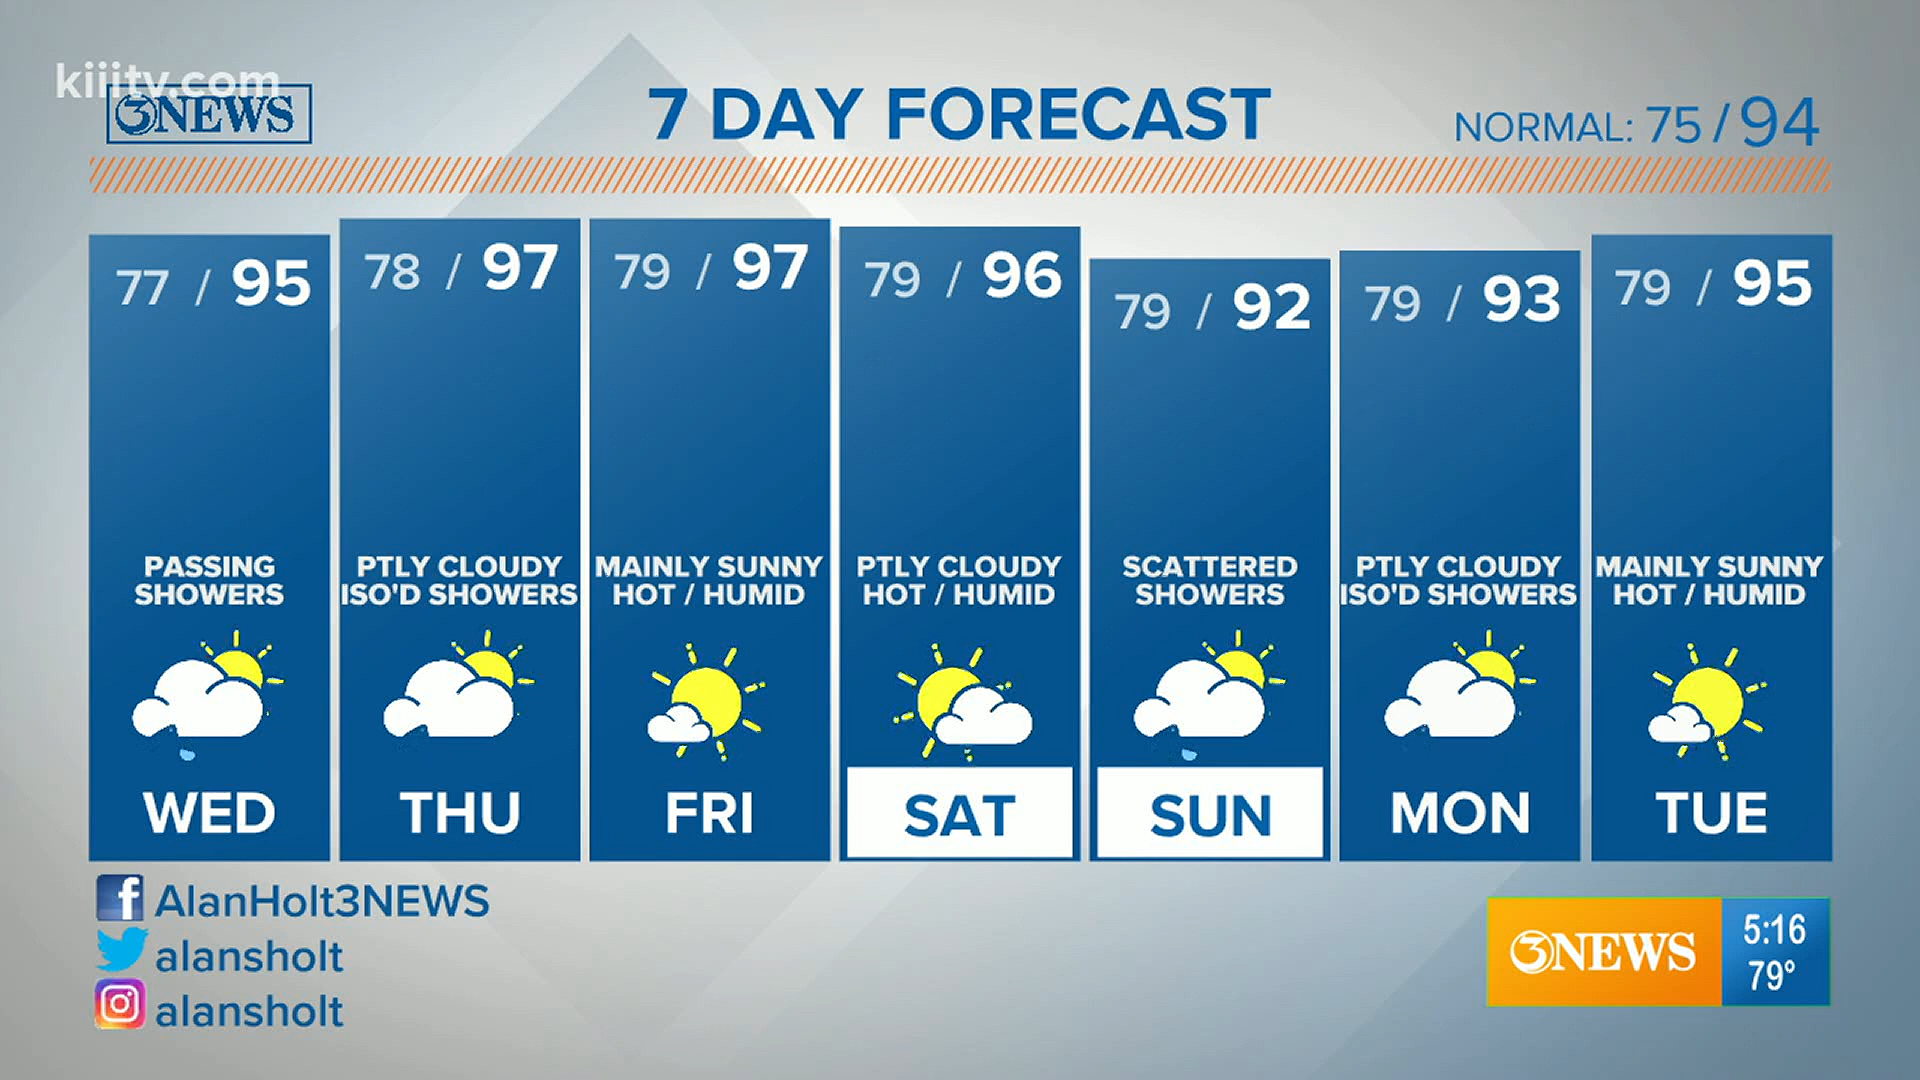 kiiitv.com
3NEWS
7 DAY FORECAST
NORMAL: 75 / 94
77 / 95
78 / 97
79 / 97
79 / 96
79 / 92
79 / 93
79 / 95
PASSING
SHOWERS
PTLY CLOUDY
ISO'D SHOWERS
MAINLY SUNNY
HOT / HUMID
PTLY CLOUDY
HOT / HUMID
SCATTERED
SHOWERS
PTLY CLOUDY
ISO'D SHOWERS
MAINLY SUNNY
HOT / HUMID
WED
THU
FRI
SAT
SUN
MON
TUE
f AlanHolt3NEWS
alansholt
alansholt
3NEWS
5:16
79°